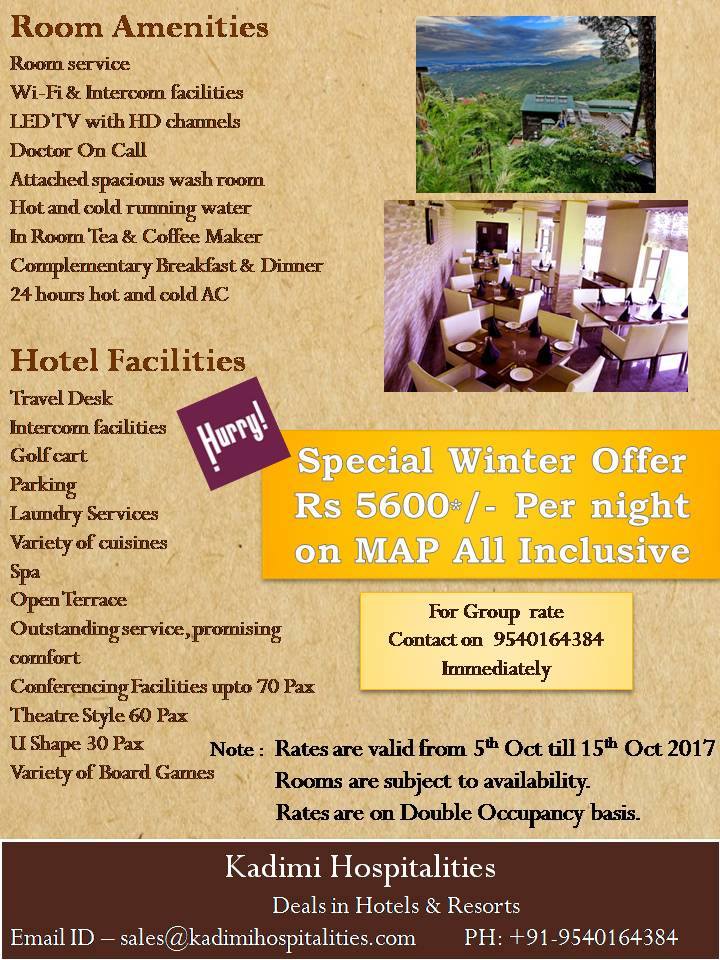 Room Amenities
Room service
Wi-Fi & Intercom facilities
LED TV with HD channels
Doctor On Call
Attached spacious wash room
Hot and cold running water
In Room Tea & Coffee Maker
Complementary Breakfast & Dinner
24 hours hot and cold AC
Hotel Facilities
Travel Desk
Intercom facilities
Golf cart
Parking
Laundry Services
Variety of cuisines
Spa
Open Terrace
Outstanding service, promising
comfort
Conferencing Facilities upto 70 Pax
Theatre Style 60 Pax
U Shape 30 Pax
Variety of Board Games
Hurry!
Special Winter Offer
Rs 5600*/- Per night
on MAP All Inclusive
For Group rate
Contact on 9540164384
Immediately
Note : Rates are valid from 5th Oct till 15th Oct 2017
Rooms are subject to availability.
Rates are on Double Occupancy basis.
Kadimi Hospitalities
Deals in Hotels & Resorts
Email ID – sales@kadimihospitalities.com PH: +91-9540164384